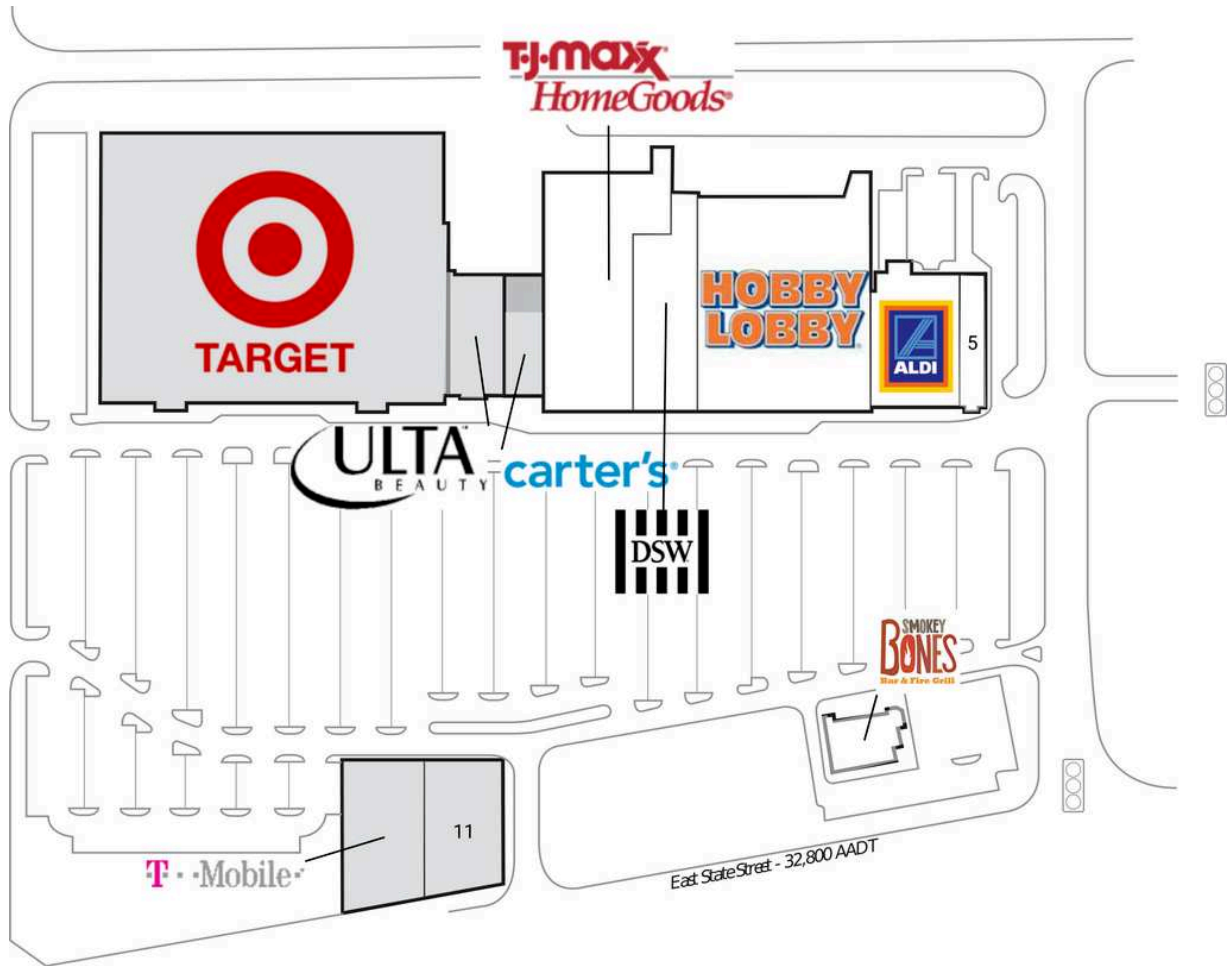 T·J·maxx
HomeGoods®
TARGET
HOBBY
LOBBY
ALDI
5
ULTA
BEAUTY
carter's®
DSW
SMOKEY
BONES
Bar & Fire Grill
11
T··Mobile·
East State Street - 32,800 AADT